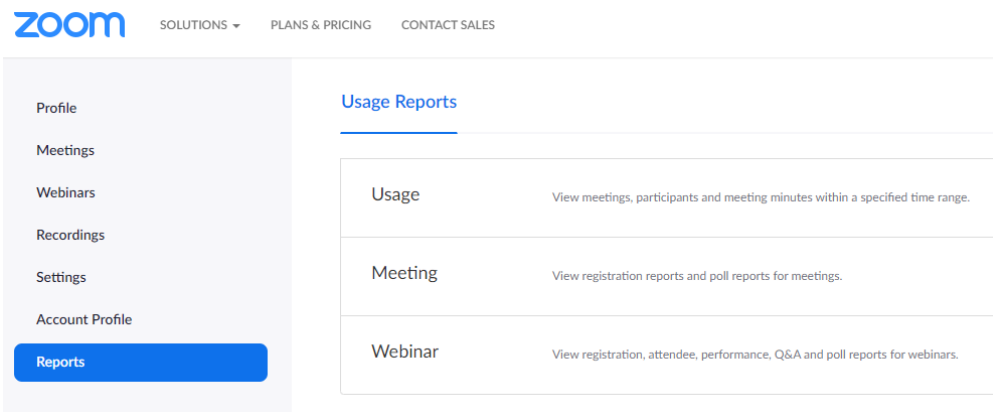 zoom SOLUTIONS PLANS & PRICING CONTACT SALES
Profile
Meetings
Webinars
Recordings
Settings
Account Profile
Reports
Usage Reports
Usage View meetings, participants and meeting minutes within a specified time range.
Meeting View registration reports and poll reports for meetings.
Webinar View registration, attendee, performance, Q&A and poll reports for webinars.